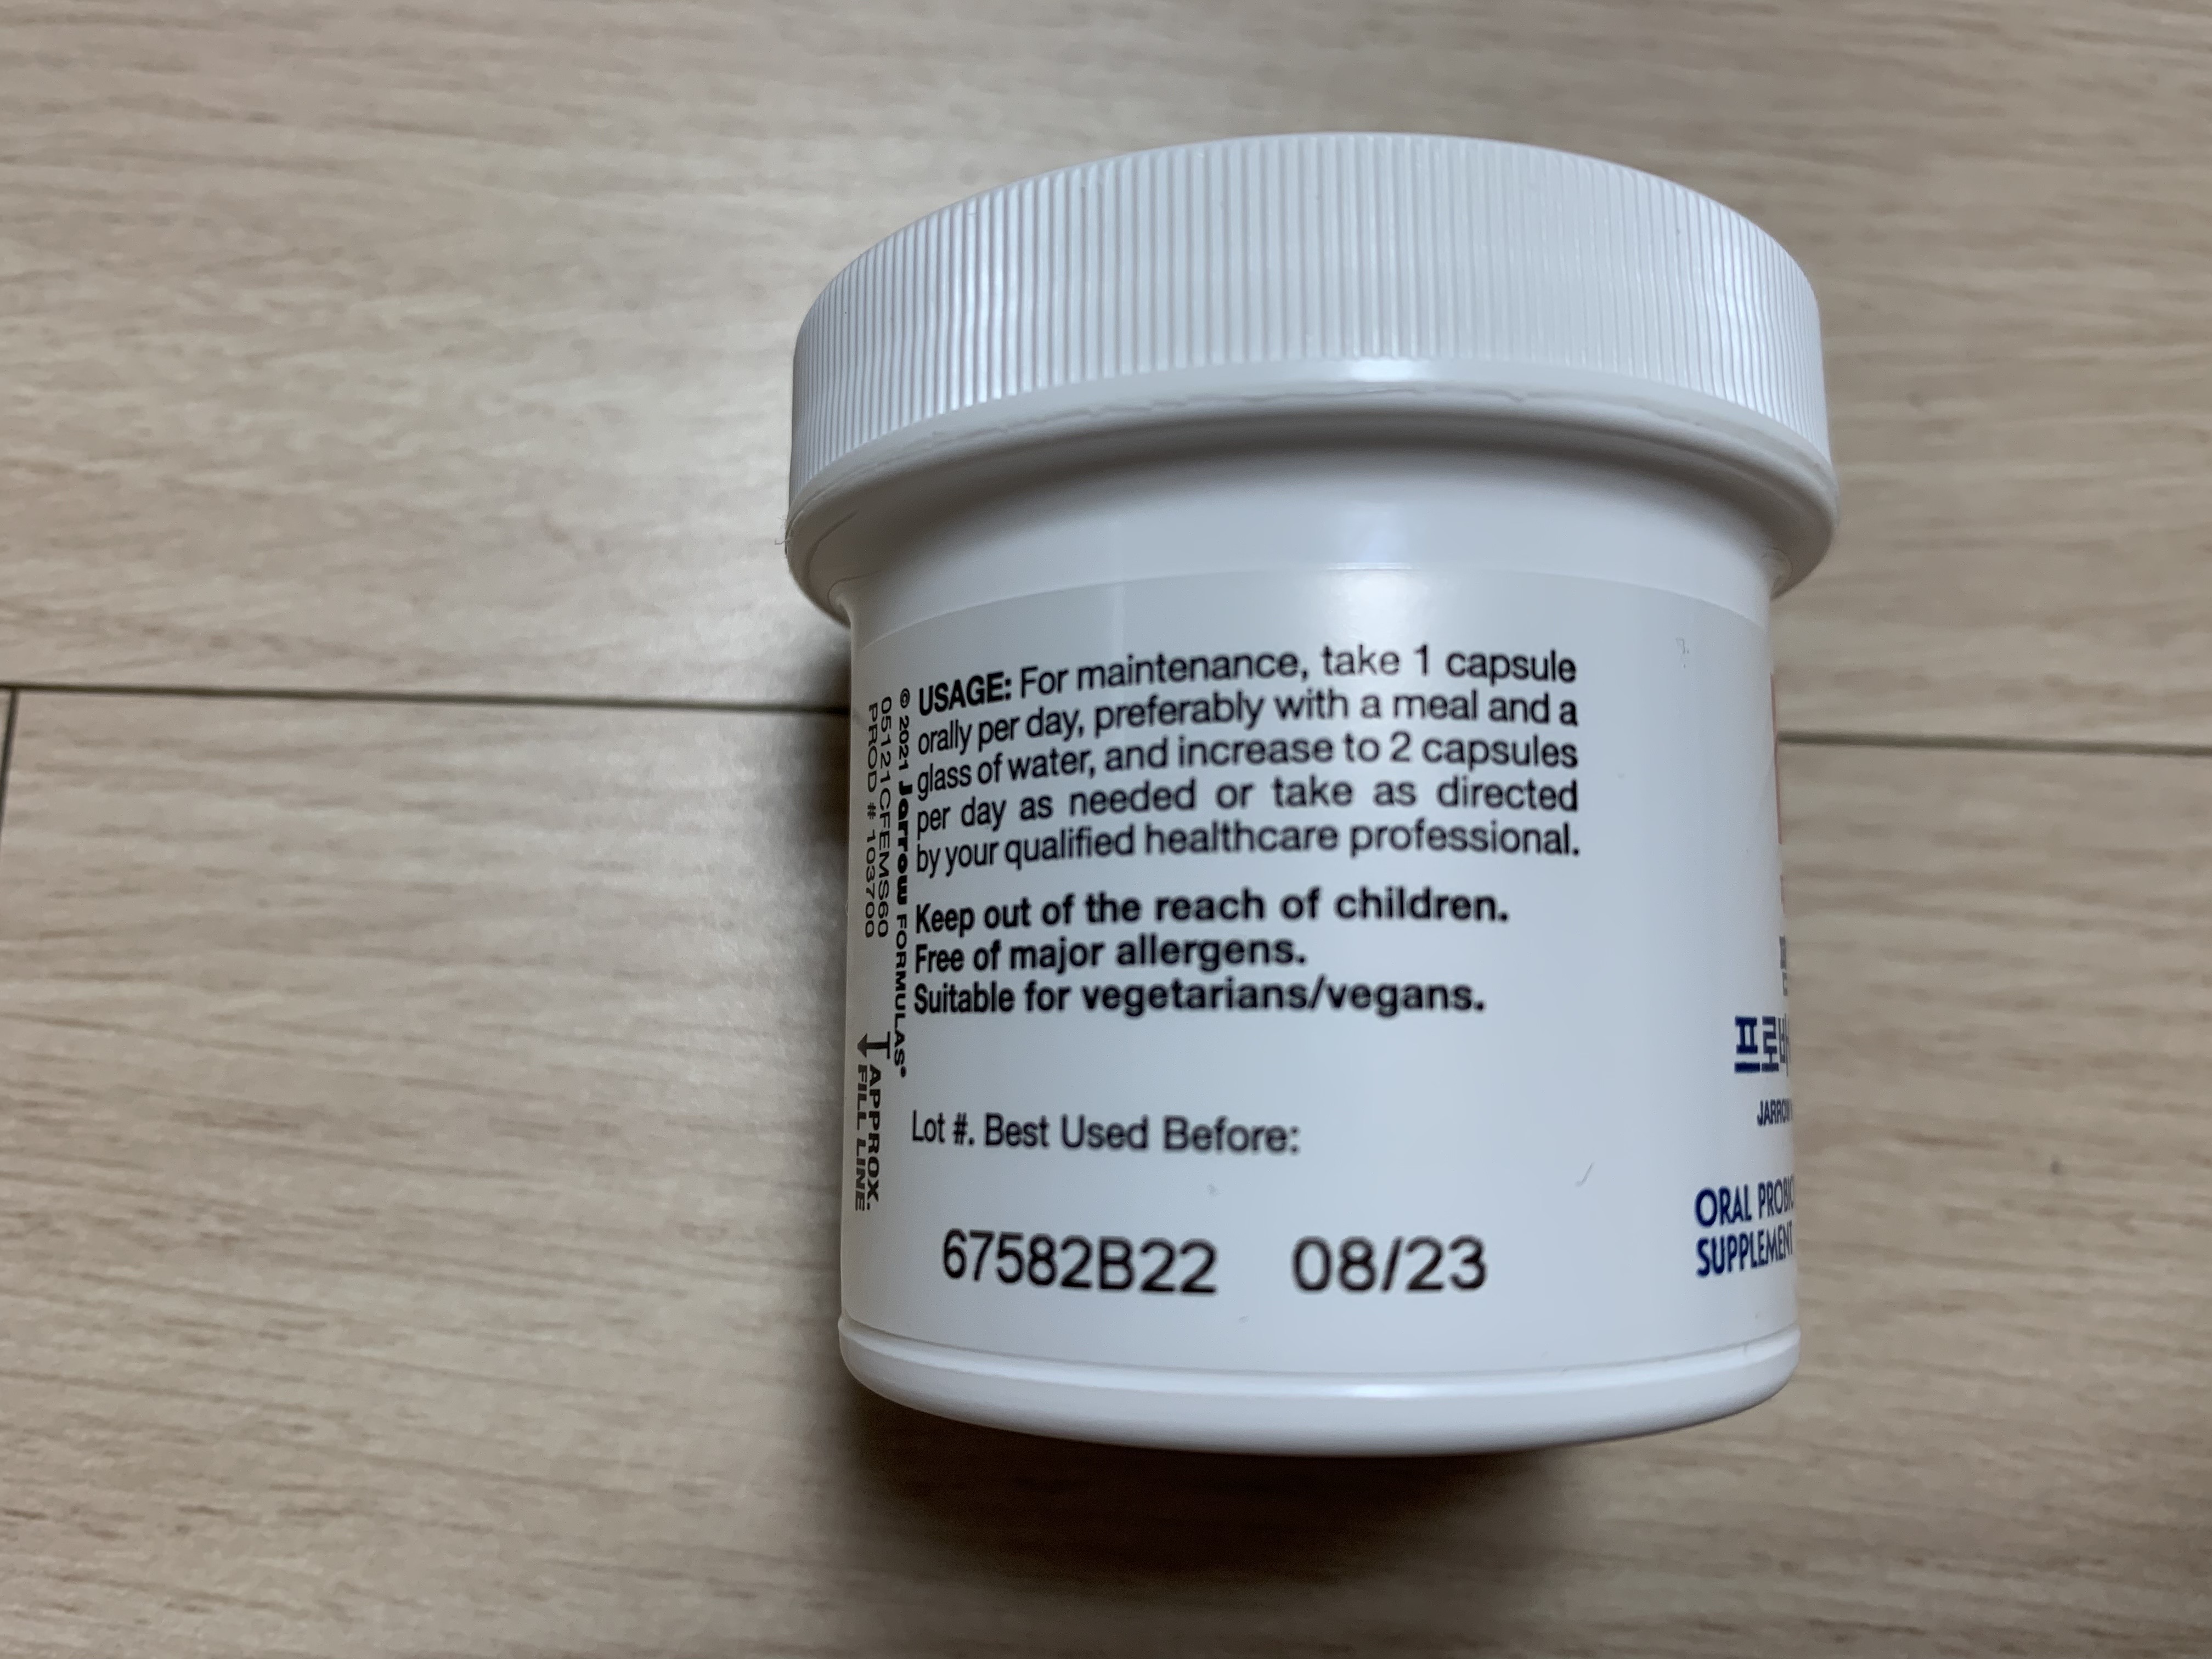 USAGE: For maintenance, take 1 capsule
orally per day, preferably with a meal and a
glass of water, and increase to 2 capsules
per day as needed or take as directed
by your qualified healthcare professional.
Keep out of the reach of children.
Free of major allergens.
Suitable for vegetarians/vegans.
Lot #. Best Used Before:
67582B22 08/23
© 2021 Jarrow FORMULAS®
05121CFEMS60
PROD # 103700
APPROX.
FILL LINE
프로바
JARROW
ORAL PROBIO
SUPPLEMENT